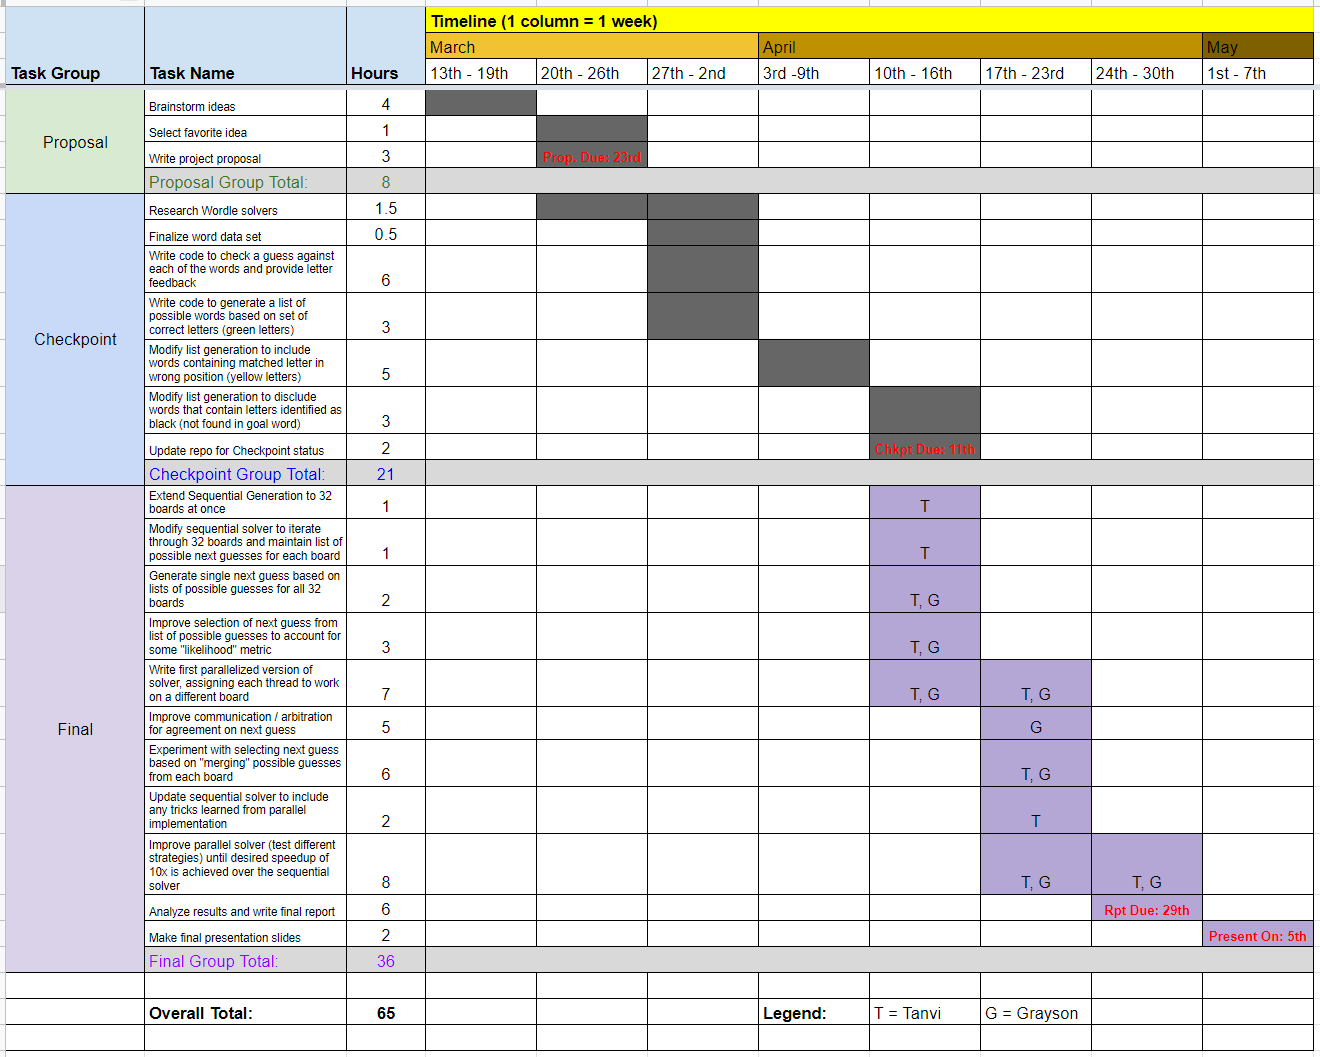 Timeline (1 column = 1 week)
March April May
Task Group Task Name Hours 13th - 19th 20th - 26th 27th - 2nd 3rd -9th 10th - 16th 17th - 23rd 24th - 30th 1st - 7th
Proposal
Brainstorm ideas 4
Select favorite idea 1
Write project proposal 3 Prop. Due: 23rd
Proposal Group Total: 8
Checkpoint
Research Wordle solvers 1.5
Finalize word data set 0.5
Write code to check a guess against
each of the words and provide letter
feedback 6
Write code to generate a list of
possible words based on set of
correct letters (green letters) 3
Modify list generation to include
words containing matched letter in
wrong position (yellow letters) 5
Modify list generation to disclude
words that contain letters identified as
black (not found in goal word) 3
Update repo for Checkpoint status 2 Chkpt Due: 11th
Checkpoint Group Total: 21
Final
Extend Sequential Generation to 32
boards at once 1 T
Modify sequential solver to iterate
through 32 boards and maintain list of
possible next guesses for each board 1 T
Generate single next guess based on
lists of possible guesses for all 32
boards 2 T, G
Improve selection of next guess from
list of possible guesses to account for
some "likelihood" metric 3 T, G
Write first parallelized version of
solver, assigning each thread to work
on a different board 7 T, G T, G
Improve communication / arbitration
for agreement on next guess 5 G
Experiment with selecting next guess
based on "merging" possible guesses
from each board 6 T, G
Update sequential solver to include
any tricks learned from parallel
implementation 2 T
Improve parallel solver (test different
strategies) until desired speedup of
10x is achieved over the sequential
solver 8 T, G T, G
Analyze results and write final report 6 Rpt Due: 29th
Make final presentation slides 2 Present On: 5th
Final Group Total: 36
Overall Total: 65 Legend: T = Tanvi G = Grayson